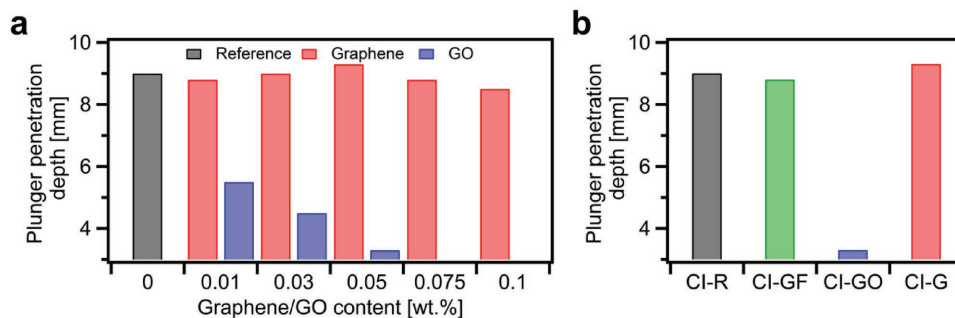 a
Plunger penetration
depth [mm]
10
8
6
4
Reference Graphene GO
0 0.01 0.03 0.05 0.075 0.1
Graphene/GO content [wt.%]
b
Plunger penetration
depth [mm]
10
8
6
4
CI-R CI-GF CI-GO CI-G